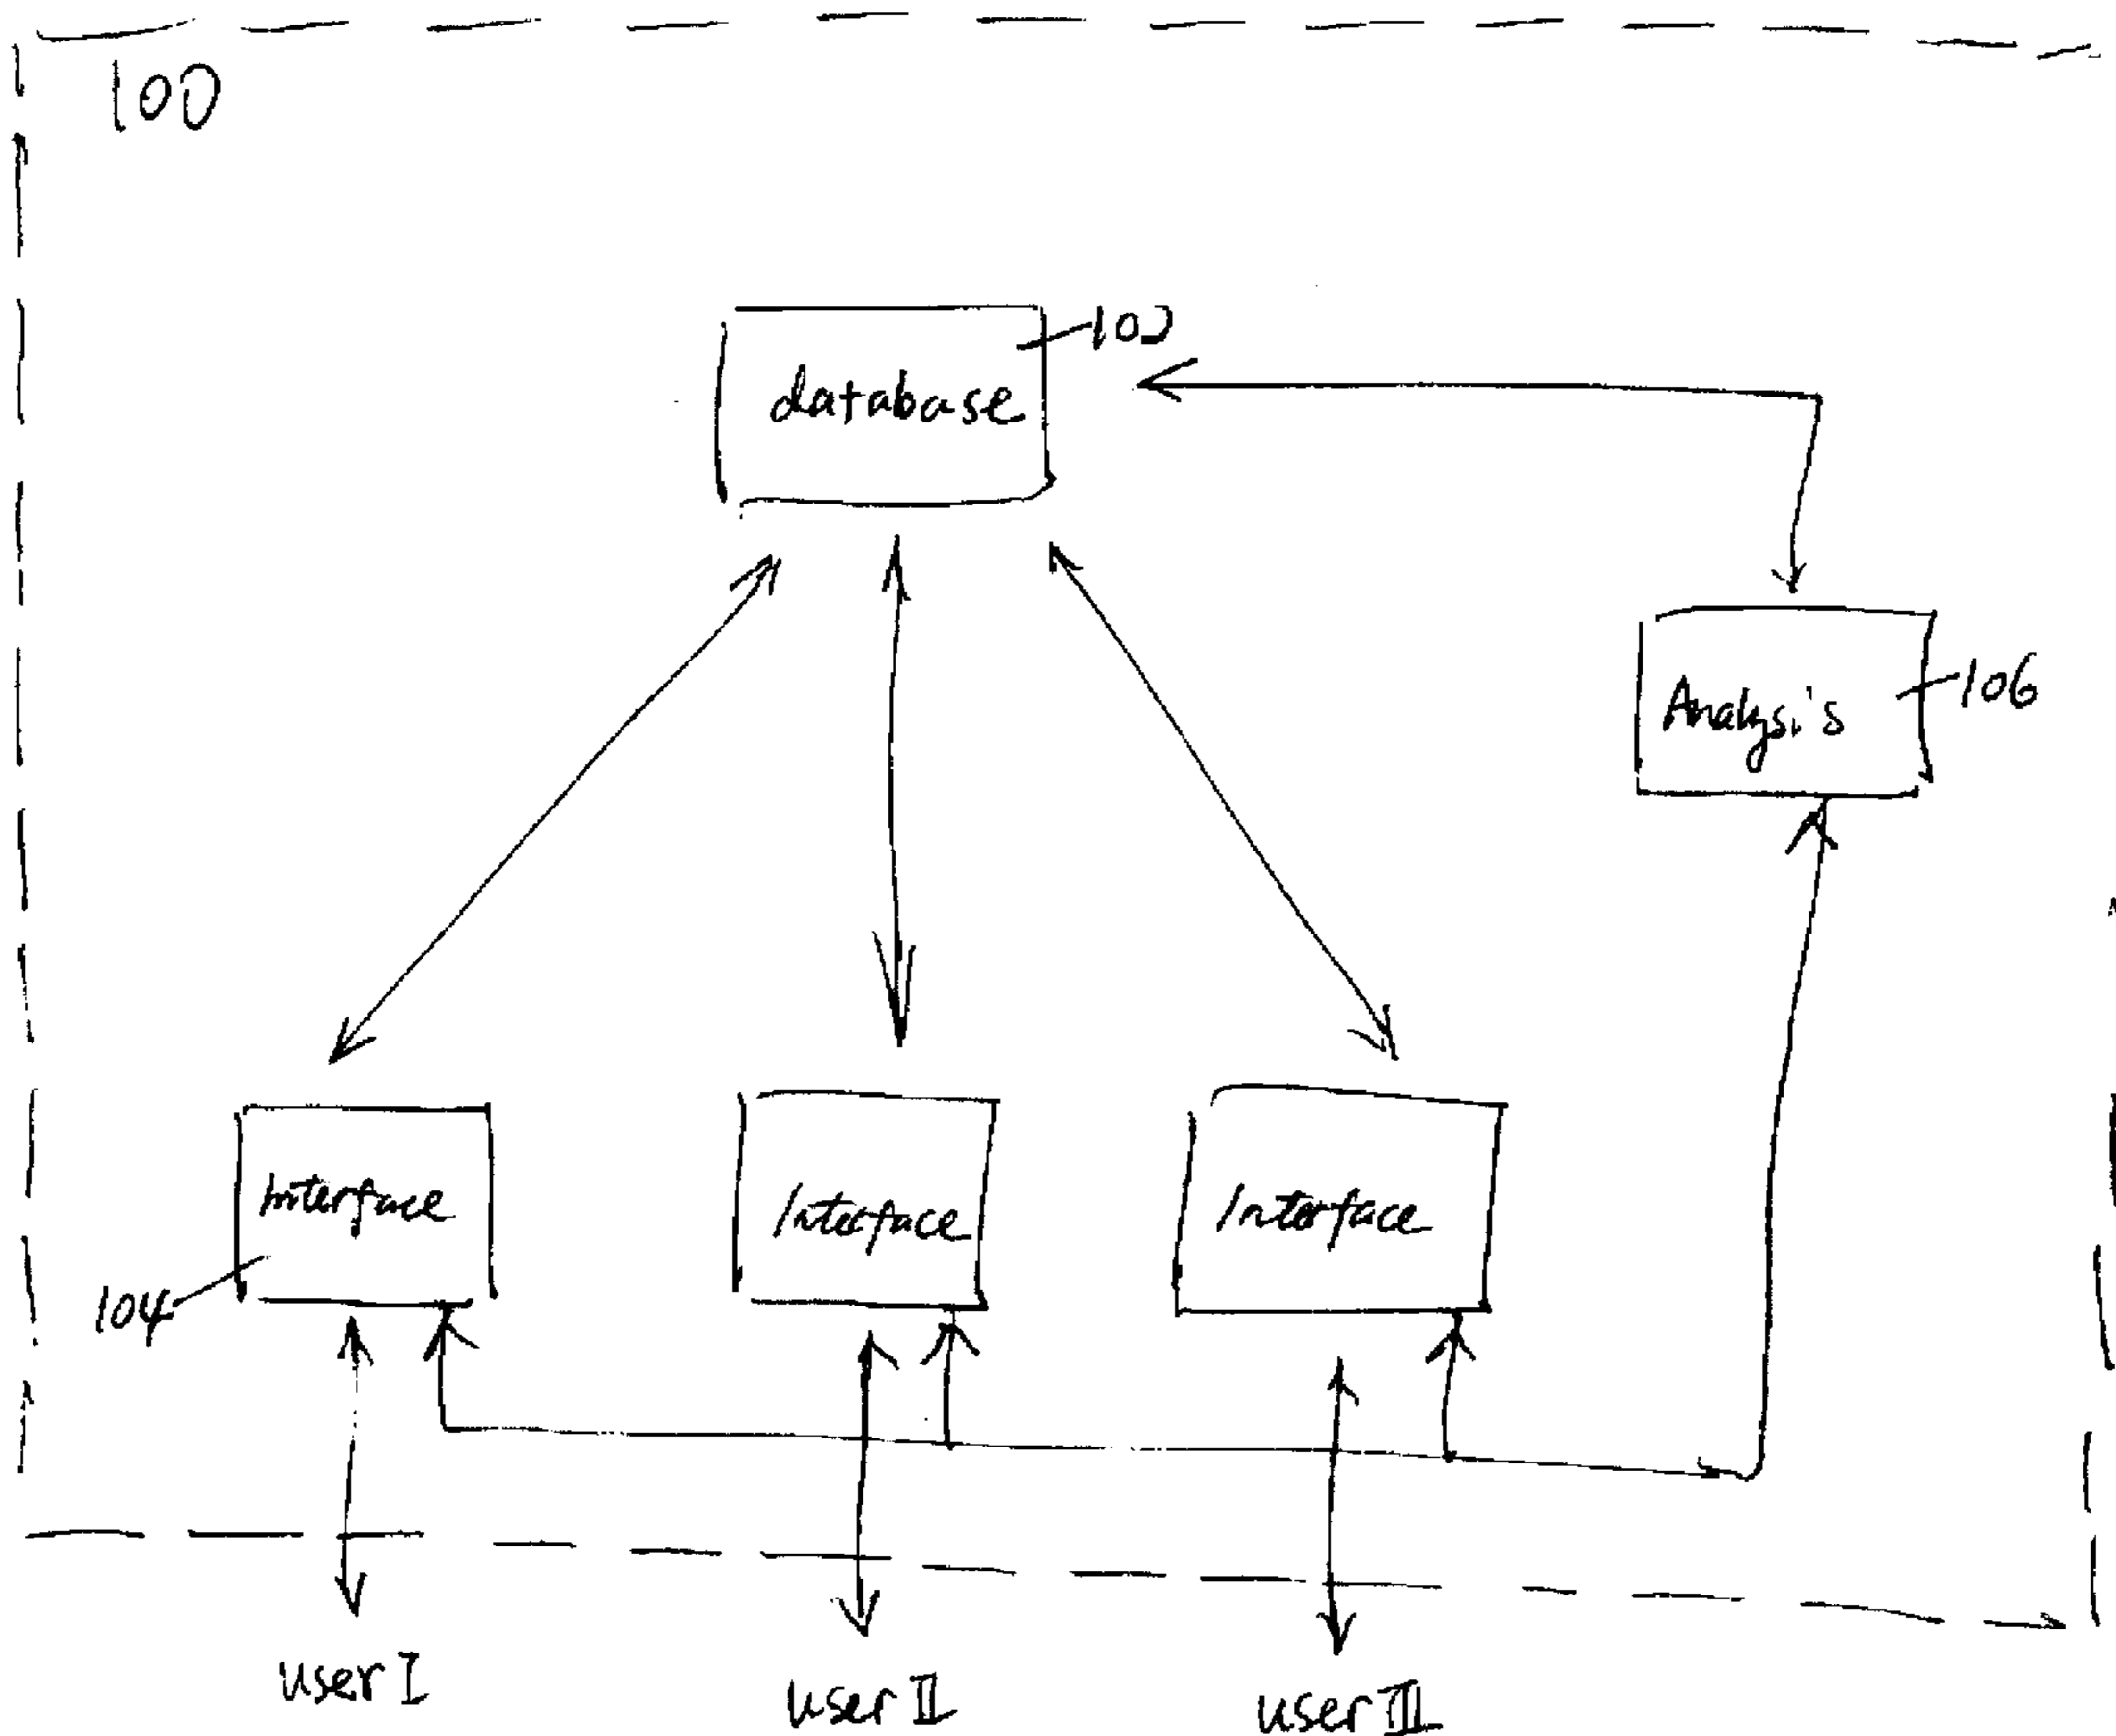 100
102
database
106
Analysis
Interface
Interface
Interface
104
user I
user II
user III